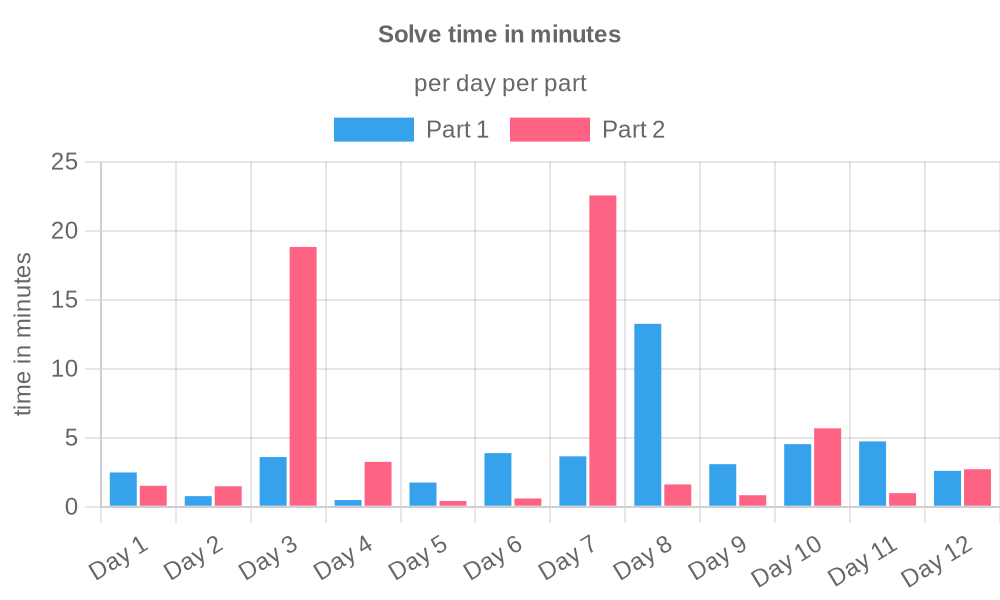 Solve time in minutes
per day per part
Part 1 Part 2
25
20
15
10
5
0
time in minutes
Day 1 Day 2 Day 3 Day 4 Day 5 Day 6 Day 7 Day 8 Day 9 Day 10 Day 11 Day 12